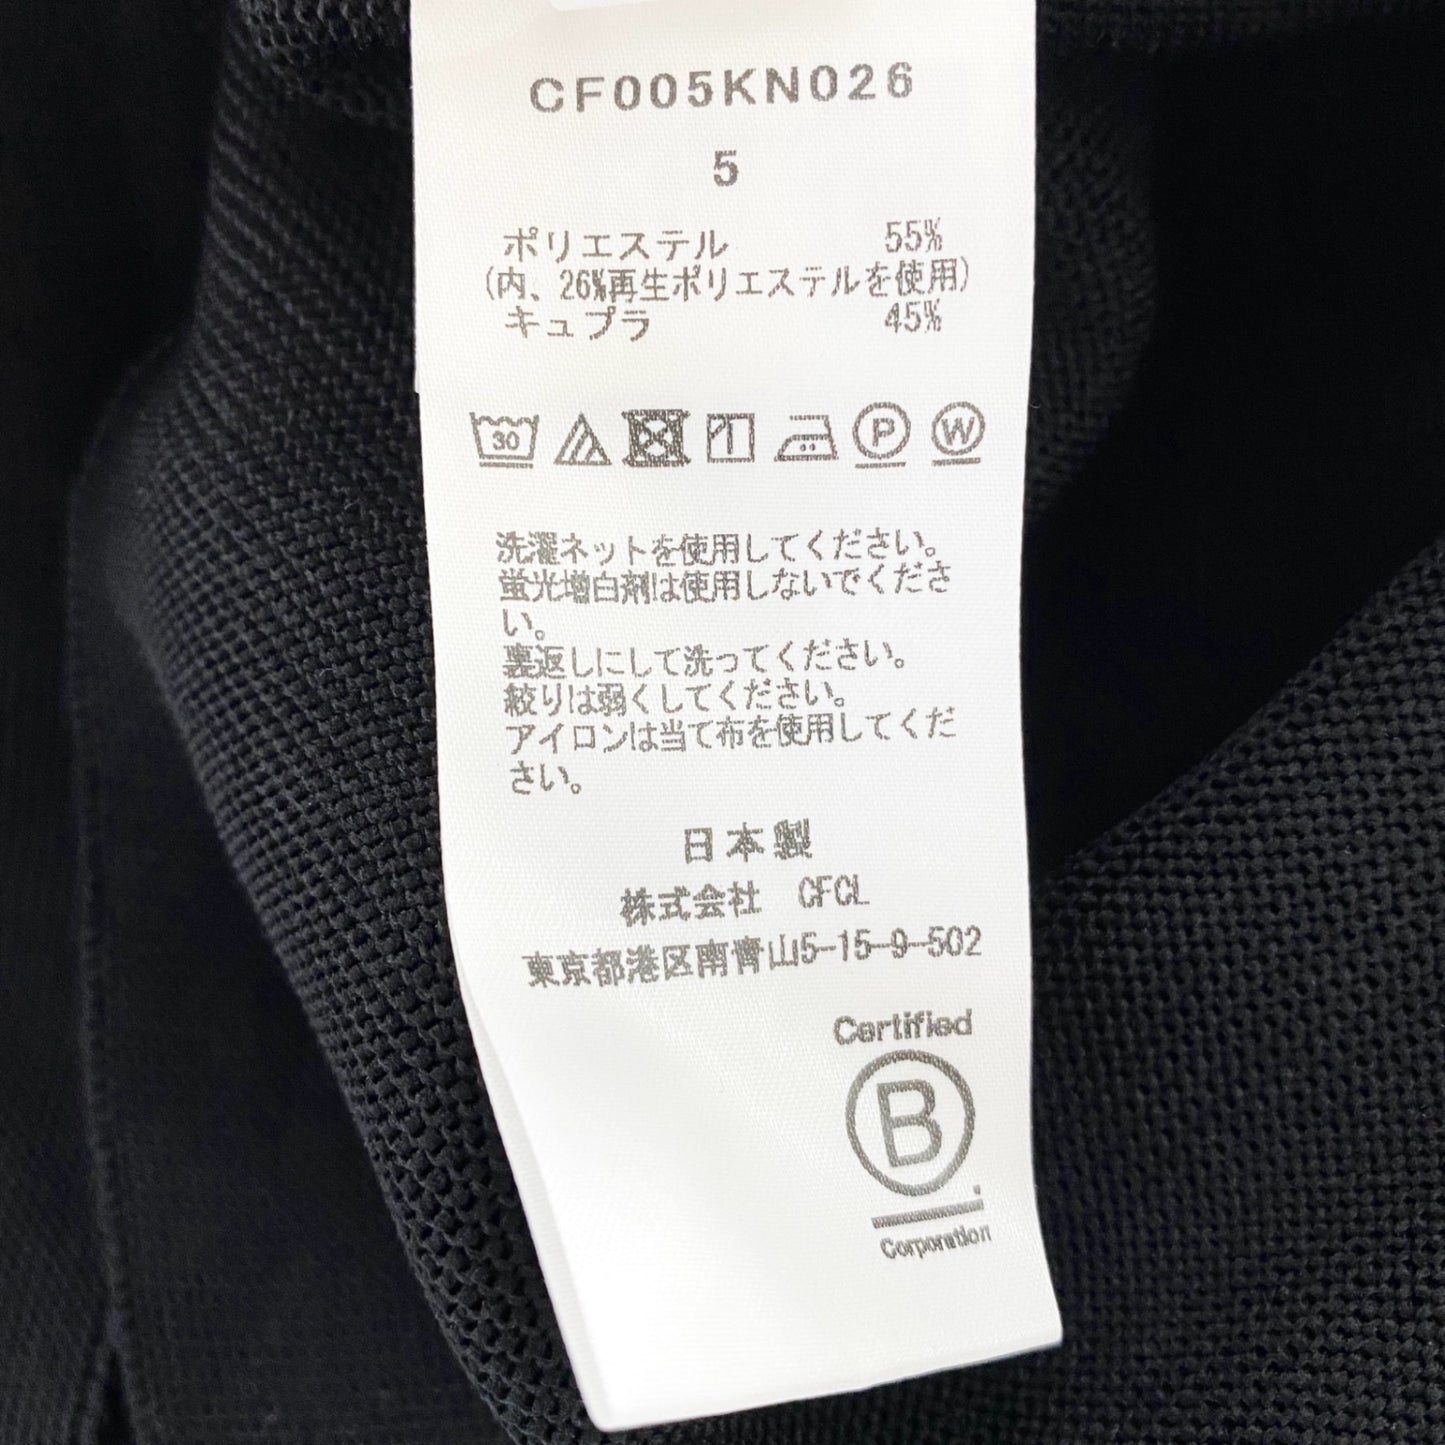 CF005KN026
5
ポリエステル 55%
(内、26%再生ポリエステルを使用)
キュプラ 45%
30 P W
洗濯ネットを使用してください。
蛍光増白剤は使用しないでくださ
い。
裏返しにして洗ってください。
絞りは弱くしてください。
アイロンは当て布を使用してくだ
さい。
日本製
株式会社 CFCL
東京都港区南青山5-15-9-502
Certified
B
Corporation